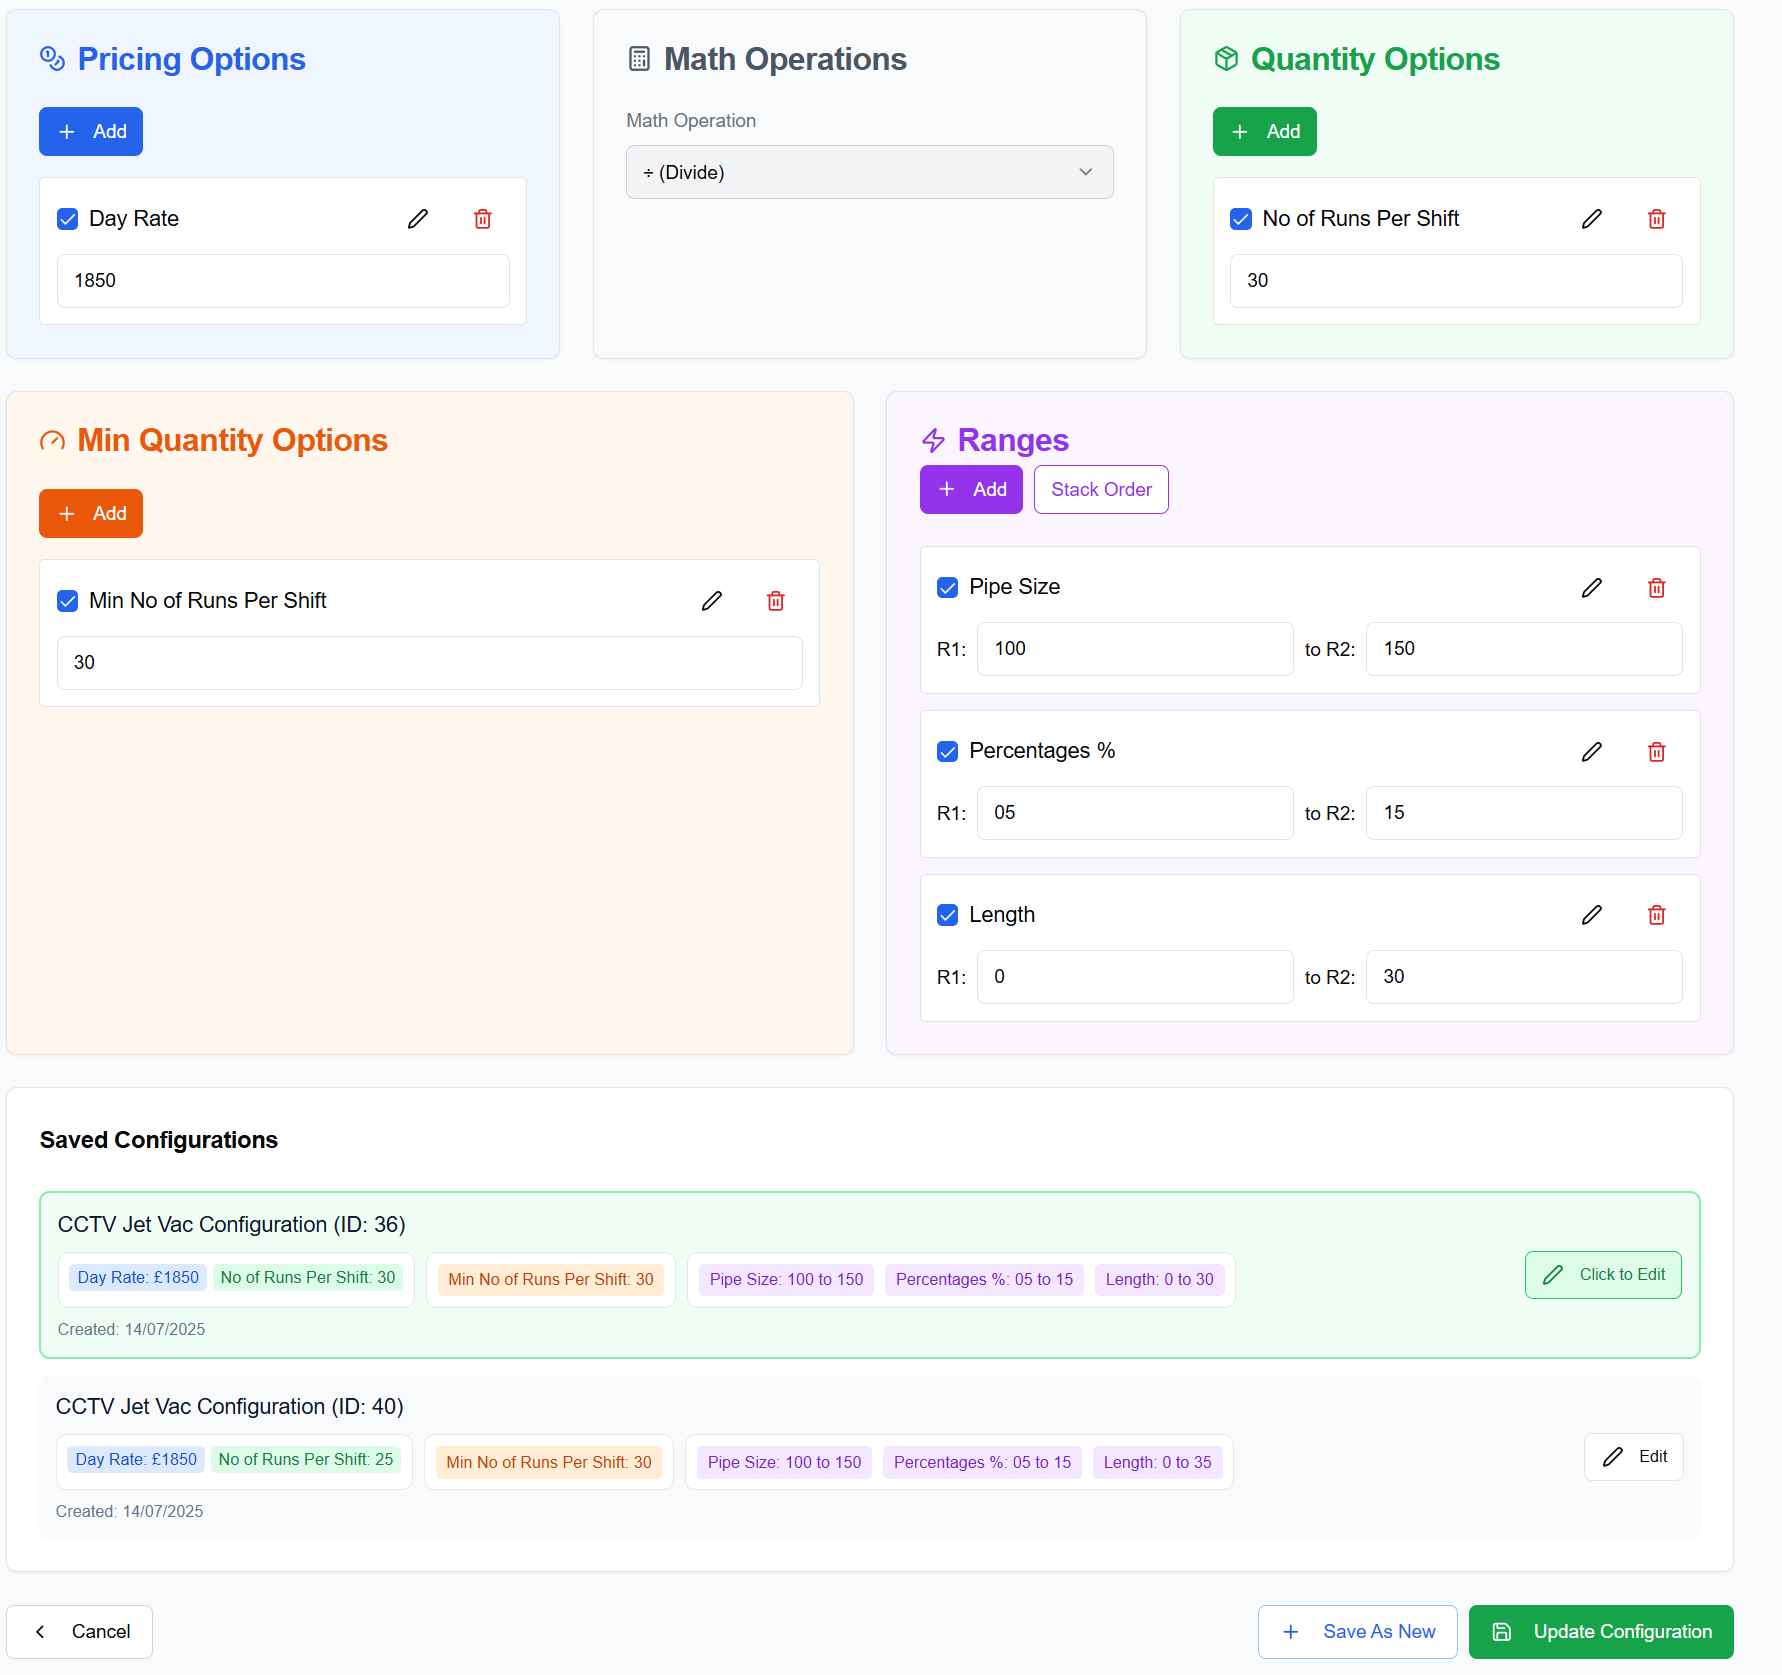 Pricing Options
Add
Day Rate
1850
Math Operations
Math Operation
÷ (Divide)
Quantity Options
Add
No of Runs Per Shift
30
Min Quantity Options
Add
Min No of Runs Per Shift
30
Ranges
Add Stack Order
Pipe Size
R1: 100 to R2: 150
Percentages %
R1: 05 to R2: 15
Length
R1: 0 to R2: 30
Saved Configurations
CCTV Jet Vac Configuration (ID: 36)
Day Rate: £1850 No of Runs Per Shift: 30 Min No of Runs Per Shift: 30 Pipe Size: 100 to 150 Percentages %: 05 to 15 Length: 0 to 30 Click to Edit
Created: 14/07/2025
CCTV Jet Vac Configuration (ID: 40)
Day Rate: £1850 No of Runs Per Shift: 25 Min No of Runs Per Shift: 30 Pipe Size: 100 to 150 Percentages %: 05 to 15 Length: 0 to 35 Edit
Created: 14/07/2025
Cancel Save As New Update Configuration